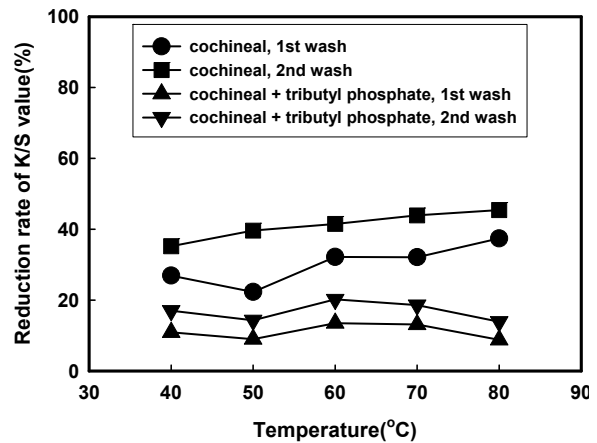 100
80
60
40
20
0
Reduction rate of K/S value(%)
cochineal, 1st wash
cochineal, 2nd wash
cochineal + tributyl phosphate, 1st wash
cochineal + tributyl phosphate, 2nd wash
30 40 50 60 70 80 90
Temperature(°C)